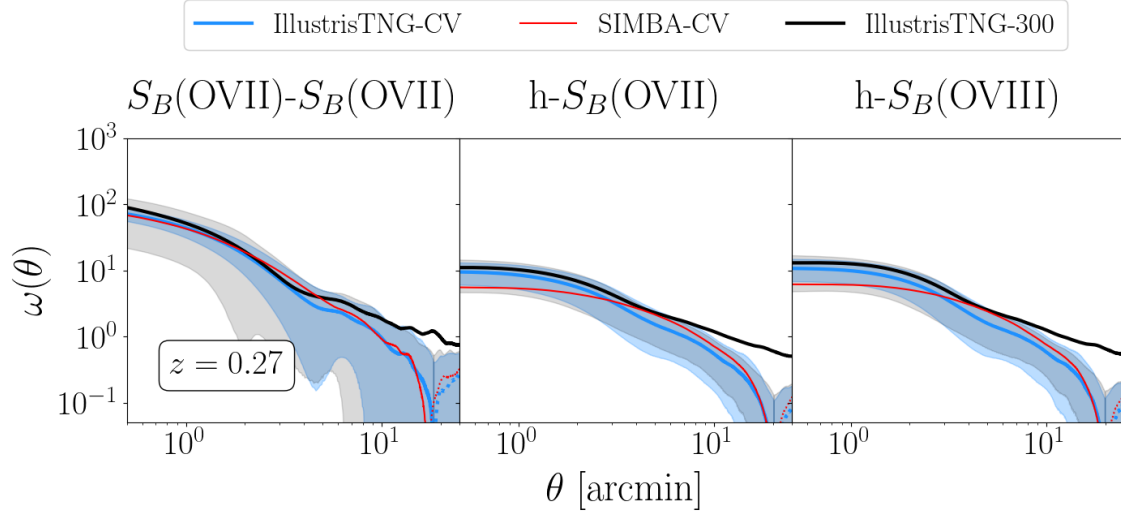 IllustrisTNG-CV SIMBA-CV IllustrisTNG-300
S_B(OVII)-S_B(OVII) h-S_B(OVII) h-S_B(OVIII)
10^3
10^2
10^1
10^0
10^-1
ω(θ)
z = 0.27
10^0 10^1 10^0 10^1 10^0 10^1
θ [arcmin]